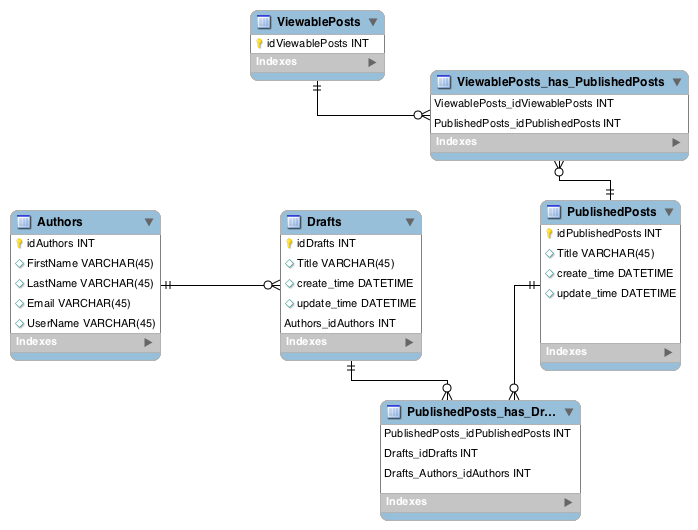 ViewablePosts
idViewablePosts INT
Indexes
ViewablePosts_has_PublishedPosts
ViewablePosts_idViewablePosts INT
PublishedPosts_idPublishedPosts INT
Indexes
Authors
idAuthors INT
FirstName VARCHAR(45)
LastName VARCHAR(45)
Email VARCHAR(45)
UserName VARCHAR(45)
Indexes
Drafts
idDrafts INT
Title VARCHAR(45)
create_time DATETIME
update_time DATETIME
Authors_idAuthors INT
Indexes
PublishedPosts
idPublishedPosts INT
Title VARCHAR(45)
create_time DATETIME
update_time DATETIME
Indexes
PublishedPosts_has_Dr...
PublishedPosts_idPublishedPosts INT
Drafts_idDrafts INT
Drafts_Authors_idAuthors INT
Indexes